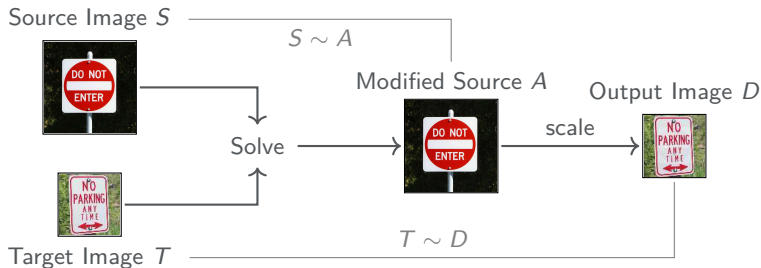 Source Image S
S ∼ A
DO NOT
ENTER
Modified Source A
DO NOT
ENTER
Output Image D
NO
PARKING
ANY
TIME
Solve
scale
NO
PARKING
ANY
TIME
T ∼ D
Target Image T